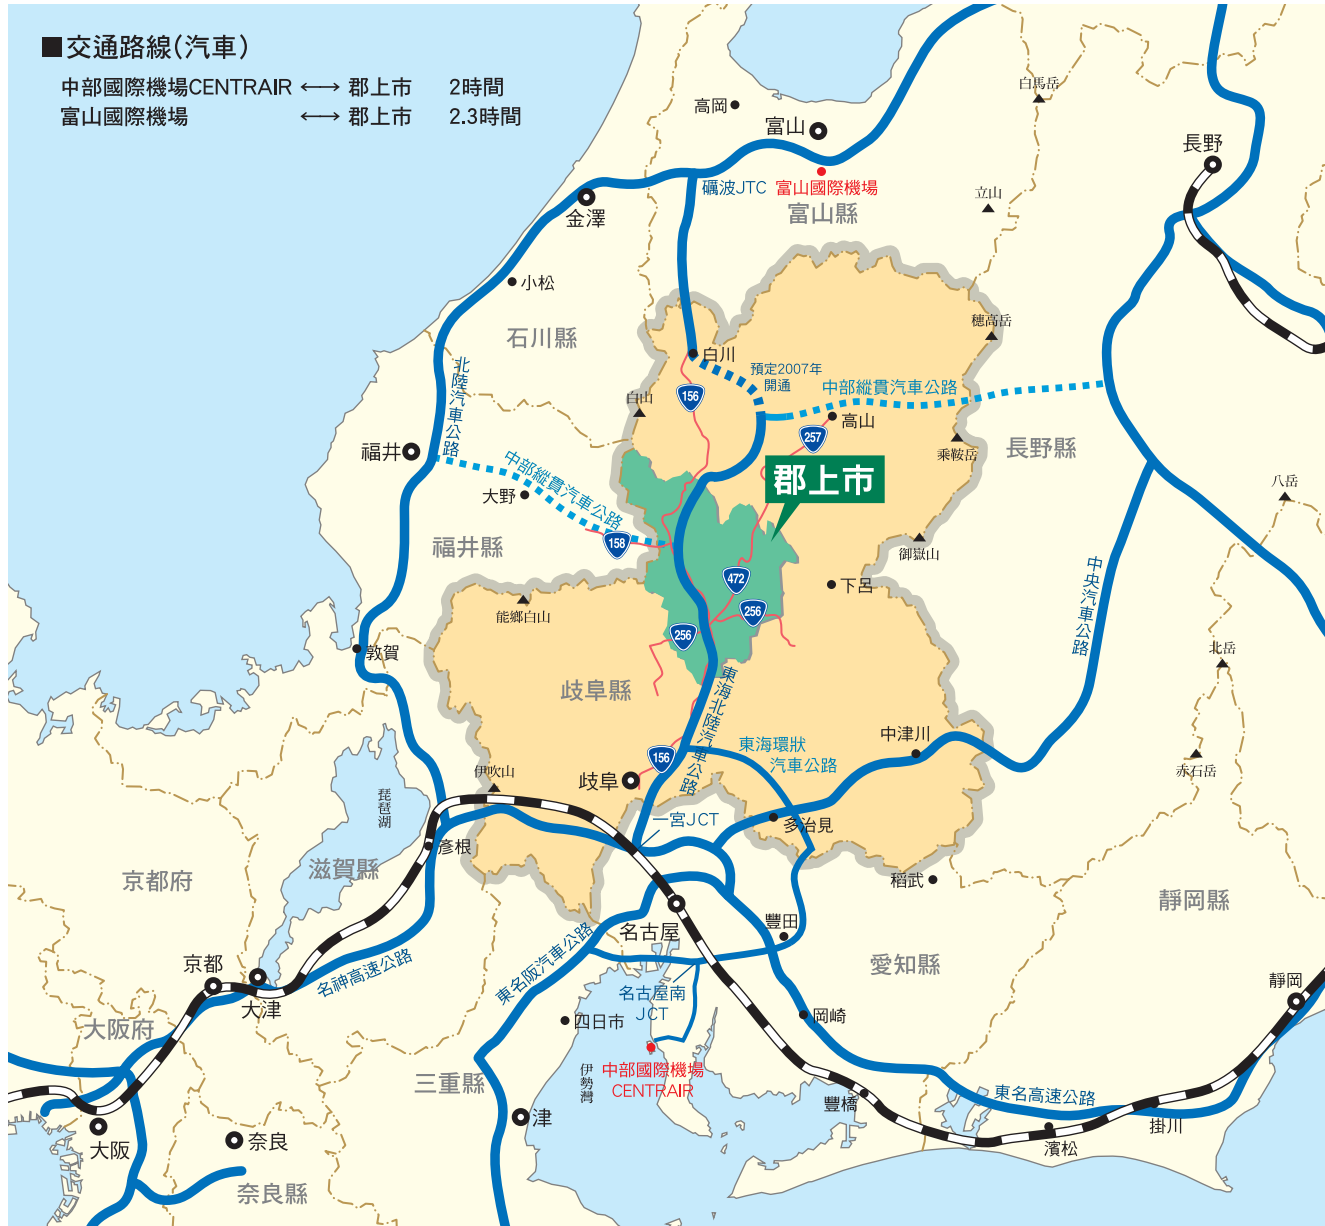 ■交通路線(汽車)
中部國際機場CENTRAIR ⟷ 郡上市 2時間
富山國際機場 ⟷ 郡上市 2.3時間
白馬岳
高岡
富山
長野
礪波JTC
富山國際機場
立山
富山縣
金澤
小松
石川縣
穗高岳
白川
預定2007年
開通
中部縱貫汽車公路
北陸汽車公路
156
白山
高山
257
福井
中部縱貫汽車公路
乘鞍岳
長野縣
郡上市
大野
八岳
福井縣
158
御嶽山
472
下呂
中央汽車公路
能鄉白山
256
256
敦賀
北岳
岐阜縣
東海北陸汽車公路
中津川
東海環狀
汽車公路
156
伊吹山
岐阜
赤石岳
琵琶湖
一宮JCT
多治見
彥根
滋賀縣
京都府
稻武
靜岡縣
豐田
名古屋
東名阪汽車公路
京都
名神高速公路
愛知縣
大津
名古屋南
JCT
靜岡
大阪府
四日市
岡崎
伊勢灣
中部國際機場
CENTRAIR
三重縣
東名高速公路
豐橋
津
掛川
大阪
奈良
濱松
奈良縣